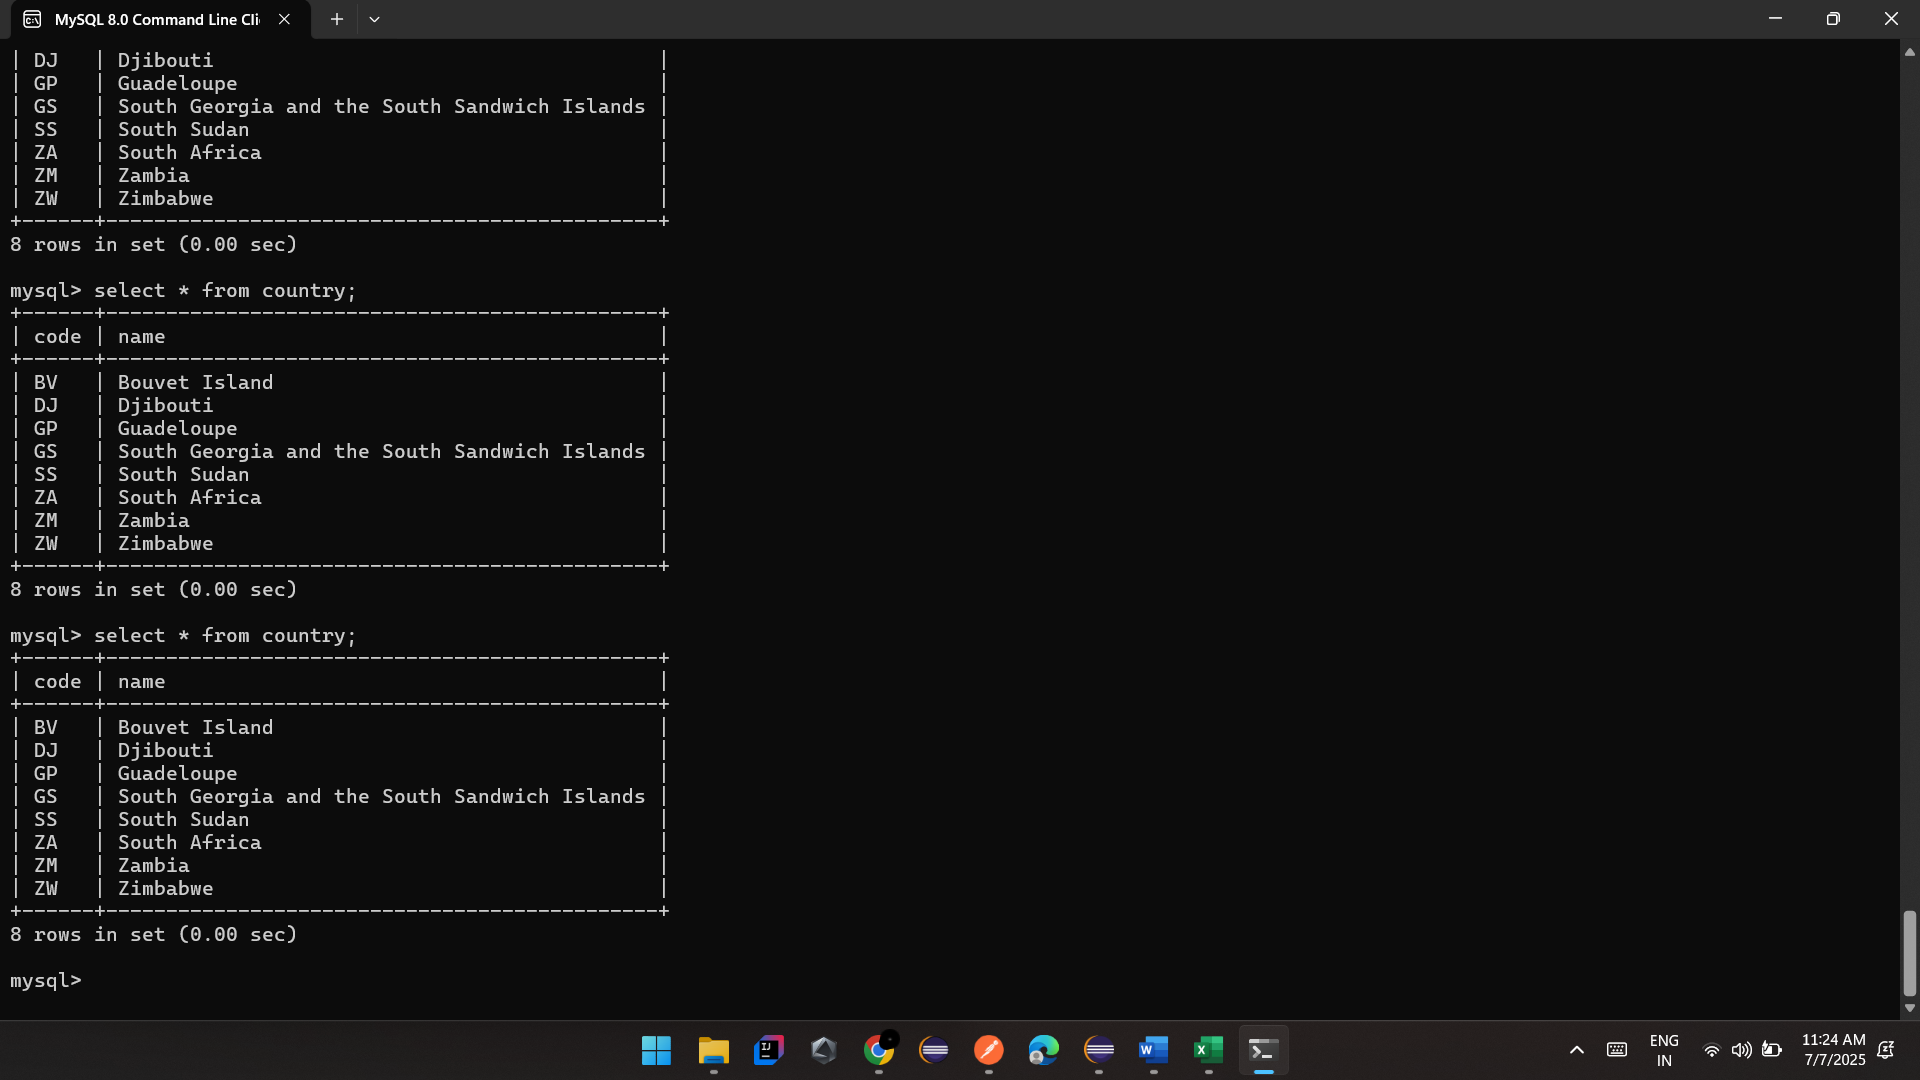 MySQL 8.0 Command Line Cli
| DJ   | Djibouti                                     |
| GP   | Guadeloupe                                   |
| GS   | South Georgia and the South Sandwich Islands |
| SS   | South Sudan                                  |
| ZA   | South Africa                                 |
| ZM   | Zambia                                       |
| ZW   | Zimbabwe                                     |
+------+----------------------------------------------+
8 rows in set (0.00 sec)
mysql> select * from country;
+------+----------------------------------------------+
| code | name                                         |
+------+----------------------------------------------+
| BV   | Bouvet Island                                |
| DJ   | Djibouti                                     |
| GP   | Guadeloupe                                   |
| GS   | South Georgia and the South Sandwich Islands |
| SS   | South Sudan                                  |
| ZA   | South Africa                                 |
| ZM   | Zambia                                       |
| ZW   | Zimbabwe                                     |
+------+----------------------------------------------+
8 rows in set (0.00 sec)
mysql> select * from country;
+------+----------------------------------------------+
| code | name                                         |
+------+----------------------------------------------+
| BV   | Bouvet Island                                |
| DJ   | Djibouti                                     |
| GP   | Guadeloupe                                   |
| GS   | South Georgia and the South Sandwich Islands |
| SS   | South Sudan                                  |
| ZA   | South Africa                                 |
| ZM   | Zambia                                       |
| ZW   | Zimbabwe                                     |
+------+----------------------------------------------+
8 rows in set (0.00 sec)
mysql>
ENG
IN
11:24 AM
7/7/2025